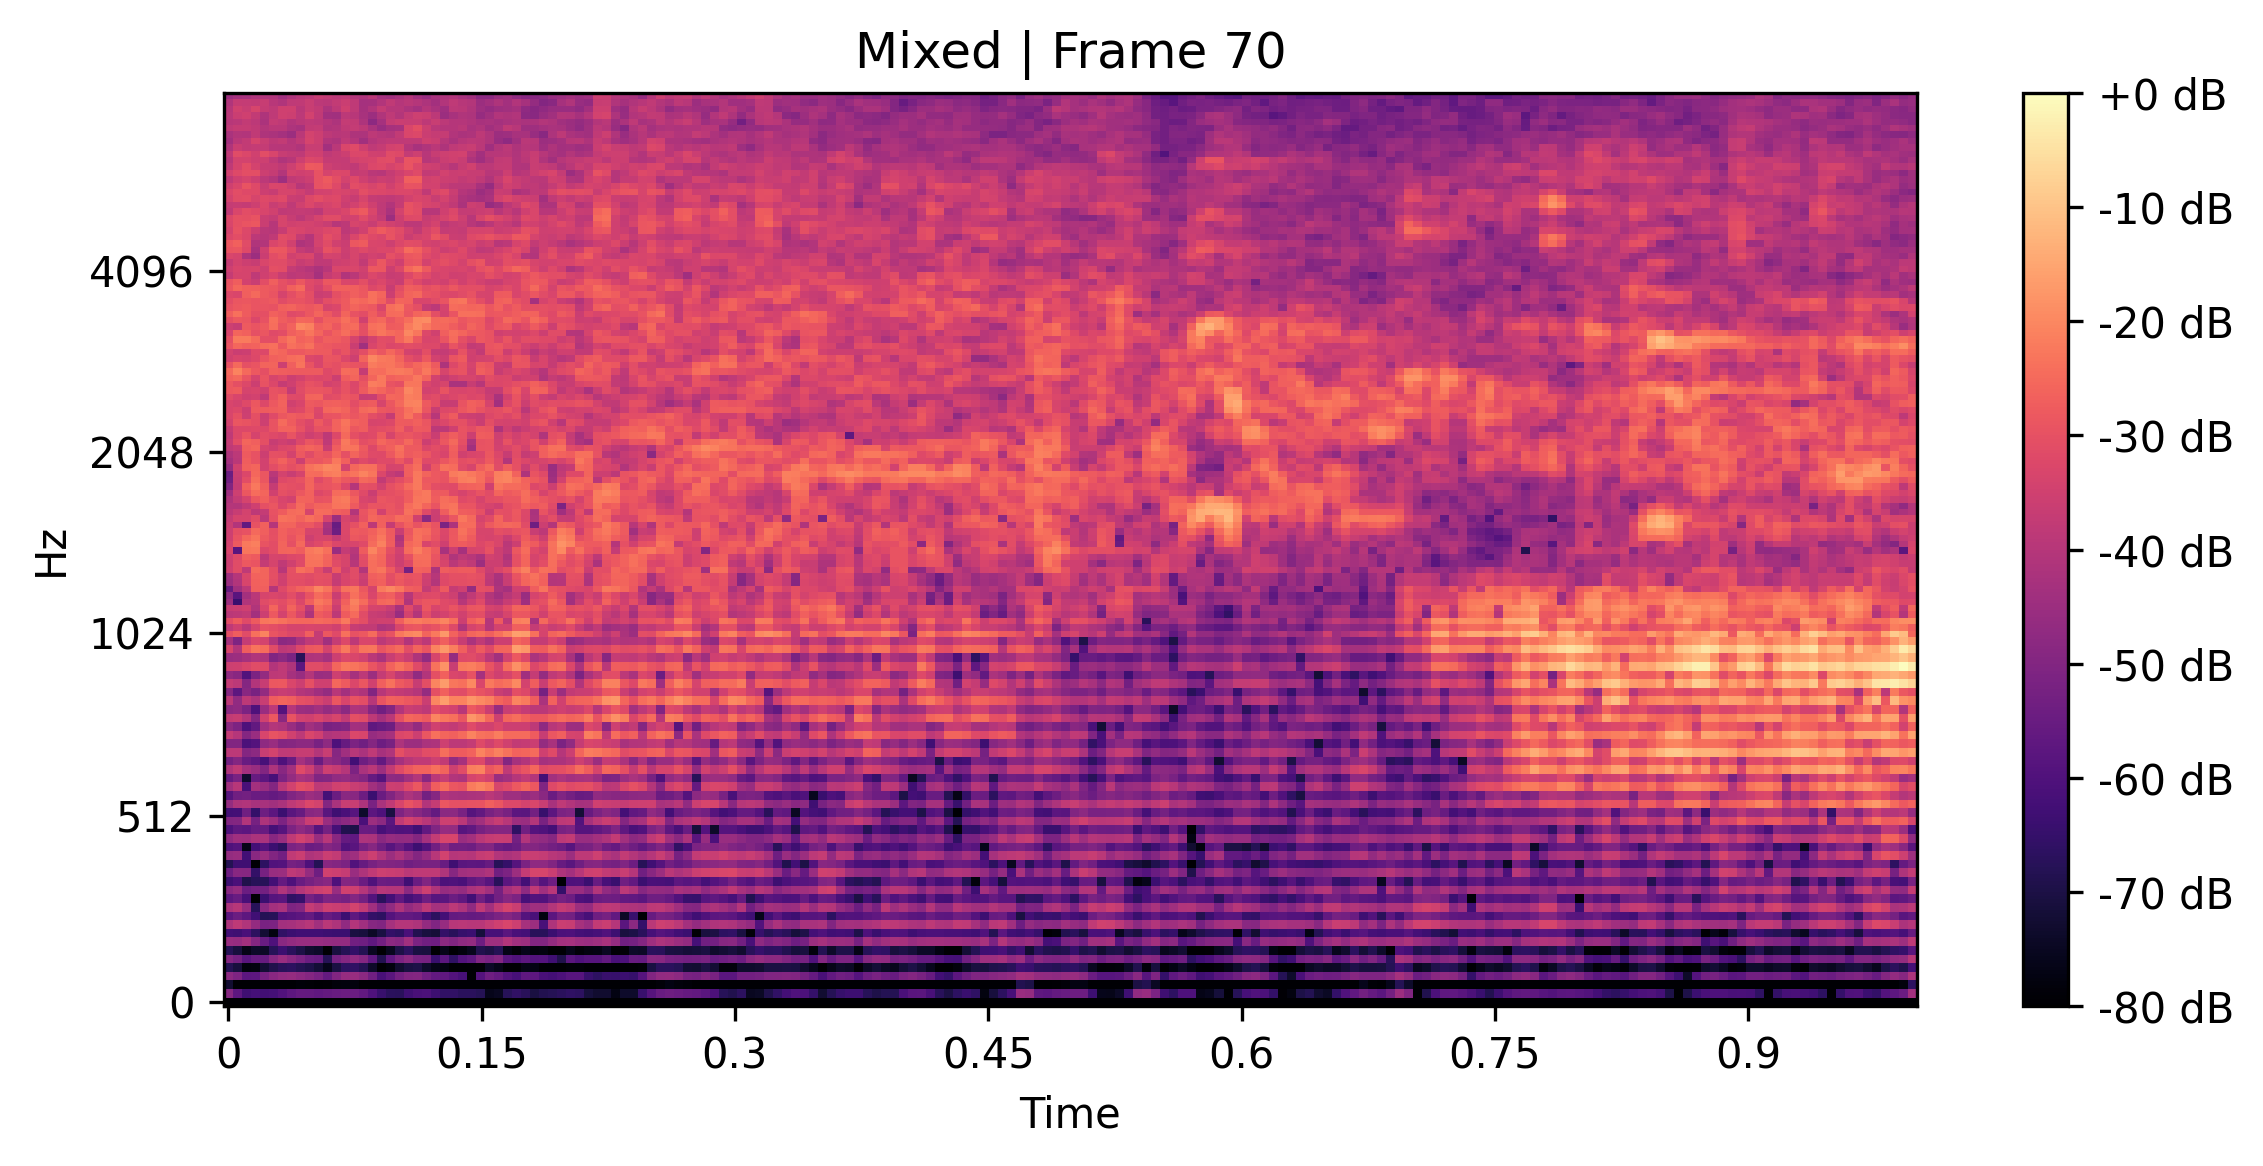 Mixed | Frame 70
Hz
4096
2048
1024
512
0
0 0.15 0.3 0.45 0.6 0.75 0.9
Time
+0 dB
-10 dB
-20 dB
-30 dB
-40 dB
-50 dB
-60 dB
-70 dB
-80 dB